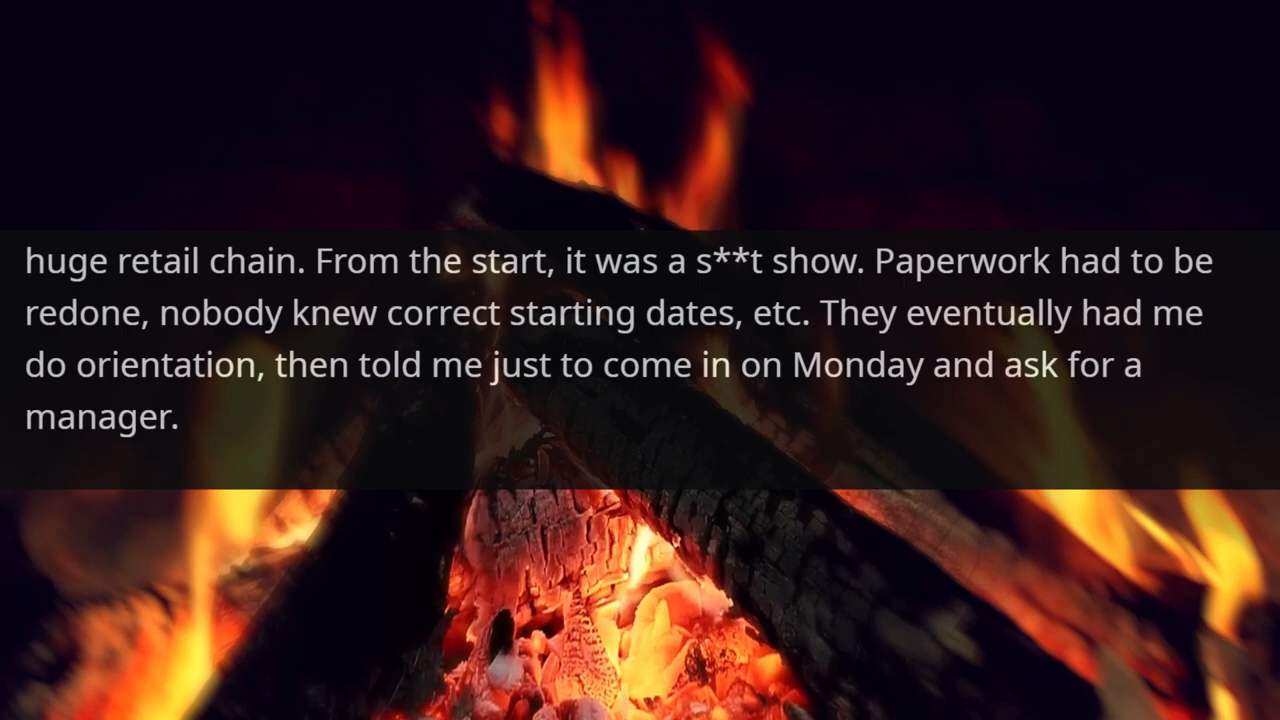 huge retail chain. From the start, it was a s**t show. Paperwork had to be
redone, nobody knew correct starting dates, etc. They eventually had me
do orientation, then told me just to come in on Monday and ask for a
manager.